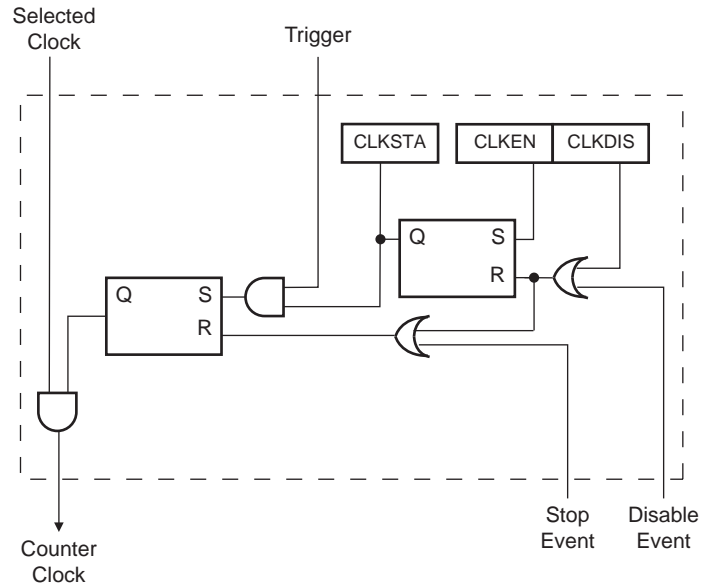 Selected
Clock
Trigger
CLKSTA
CLKEN
CLKDIS
Q
S
R
Q
S
R
Stop
Event
Disable
Event
Counter
Clock